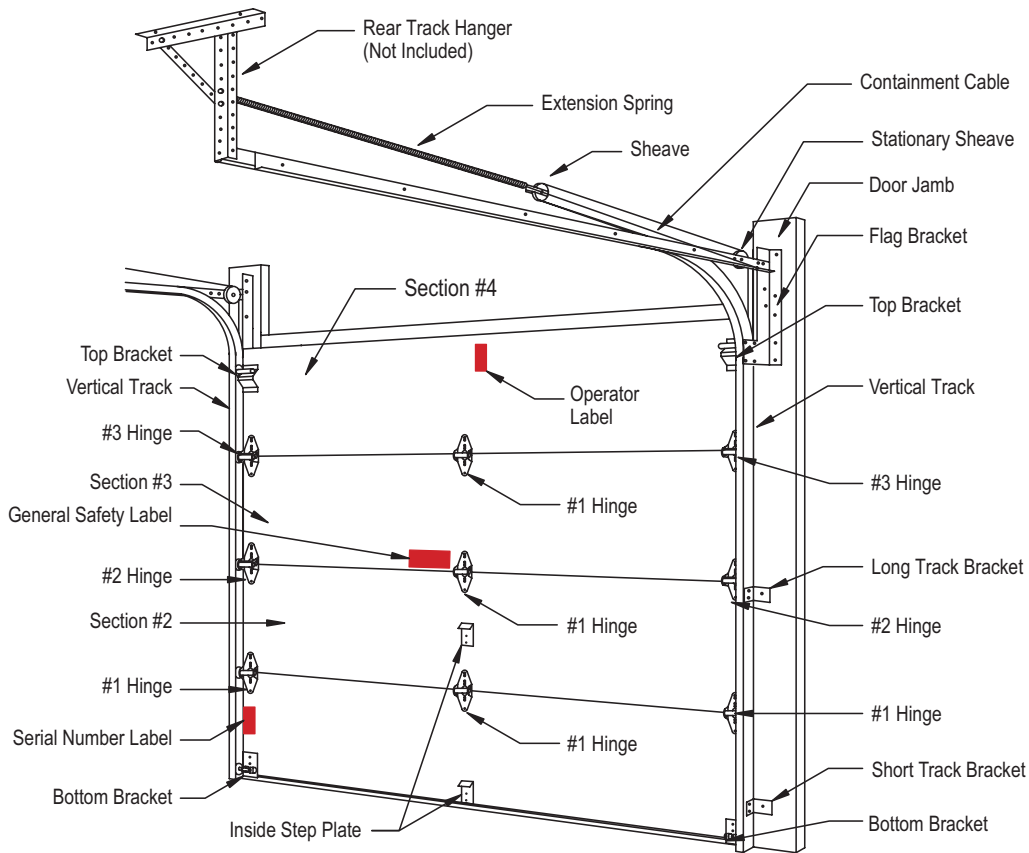 Rear Track Hanger
(Not Included)
Extension Spring
Containment Cable
Sheave
Stationary Sheave
Door Jamb
Flag Bracket
Section #4
Top Bracket
Top Bracket
Vertical Track
Operator
Label
Vertical Track
#3 Hinge
Section #3
#1 Hinge
#3 Hinge
General Safety Label
#2 Hinge
Long Track Bracket
Section #2
#1 Hinge
#2 Hinge
#1 Hinge
#1 Hinge
Serial Number Label
#1 Hinge
Short Track Bracket
Bottom Bracket
Inside Step Plate
Bottom Bracket